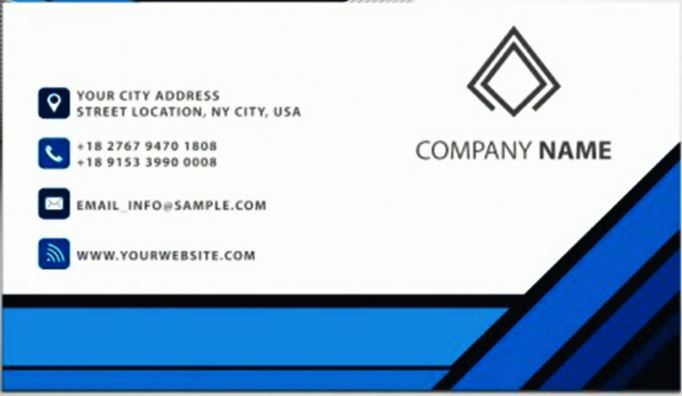 YOUR CITY ADDRESS
STREET LOCATION, NY CITY, USA
+18 2767 9470 1808
+18 9153 3990 0008
EMAIL_INFO@SAMPLE.COM
WWW.YOURWEBSITE.COM
COMPANY NAME